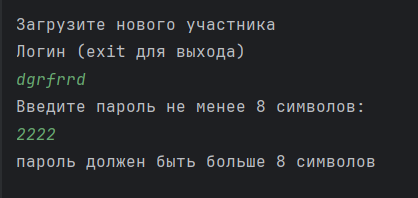 Загрузите нового участника
Логин (exit для выхода)
dgrfrrd
Введите пароль не менее 8 символов:
2222
пароль должен быть больше 8 символов